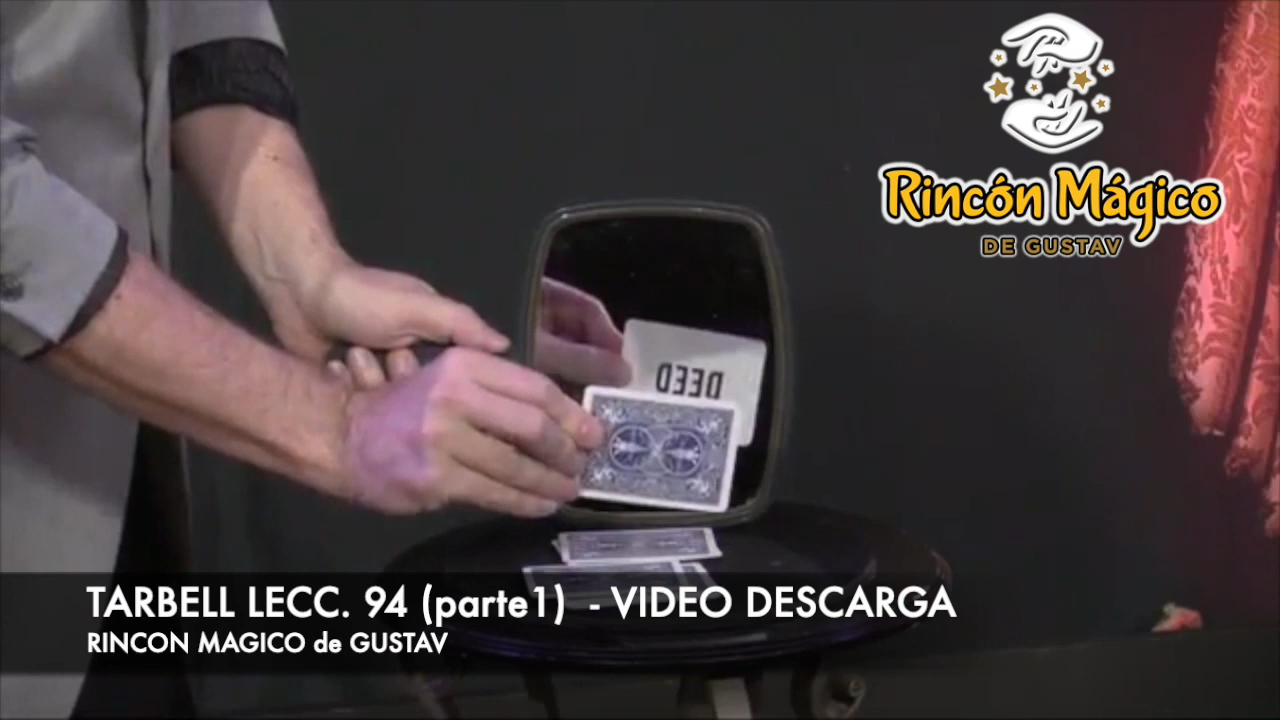 Rincón Mágico
DE GUSTAV
DEED
TARBELL LECC. 94 (parte1) - VIDEO DESCARGA
RINCON MAGICO de GUSTAV